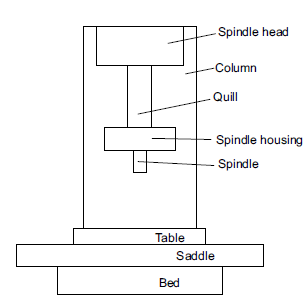 Spindle head
Column
Quill
Spindle housing
Spindle
Table
Saddle
Bed